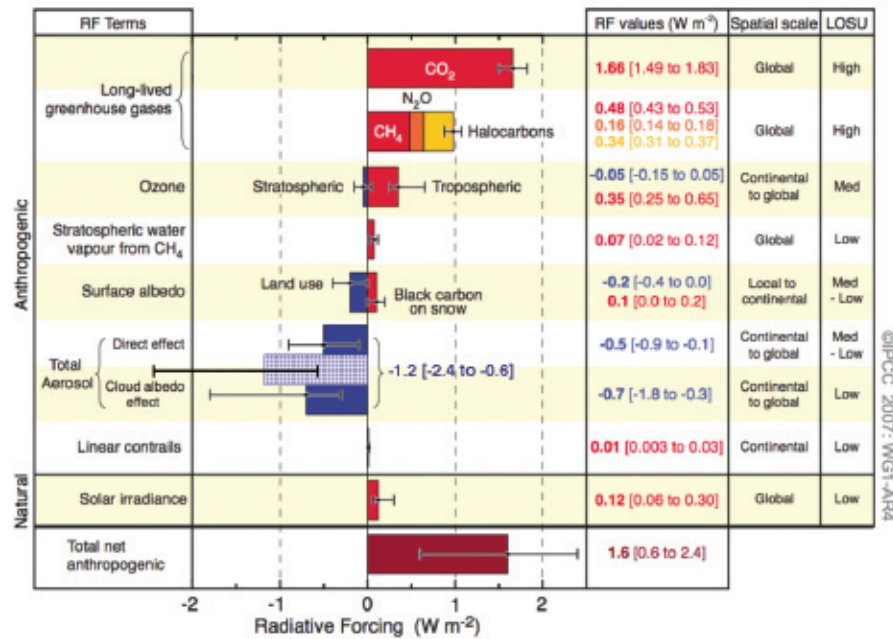 RF Terms
RF values (W m-2)
Spatial scale
LOSU
Anthropogenic
Long-lived
greenhouse gases
CO2
1.66 [1.49 to 1.83]
Global
High
N2O
CH4
Halocarbons
0.48 [0.43 to 0.53]
0.16 [0.14 to 0.18]
0.34 [0.31 to 0.37]
Global
High
Ozone
Stratospheric
Tropospheric
-0.05 [-0.15 to 0.05]
0.35 [0.25 to 0.65]
Continental
to global
Med
Stratospheric water
vapour from CH4
0.07 [0.02 to 0.12]
Global
Low
Surface albedo
Land use
Black carbon
on snow
-0.2 [-0.4 to 0.0]
0.1 [0.0 to 0.2]
Local to
continental
Med
- Low
Total
Aerosol
Direct effect
-0.5 [-0.9 to -0.1]
Continental
to global
Med
- Low
-1.2 [-2.4 to -0.6]
Cloud albedo
effect
-0.7 [-1.8 to -0.3]
Continental
to global
Low
Linear contrails
0.01 [0.003 to 0.03]
Continental
Low
Natural
Solar irradiance
0.12 [0.06 to 0.30]
Global
Low
Total net
anthropogenic
1.6 [0.6 to 2.4]
-2 -1 0 1 2
Radiative Forcing (W m-2)
©IPCC 2007: WG1-AR4